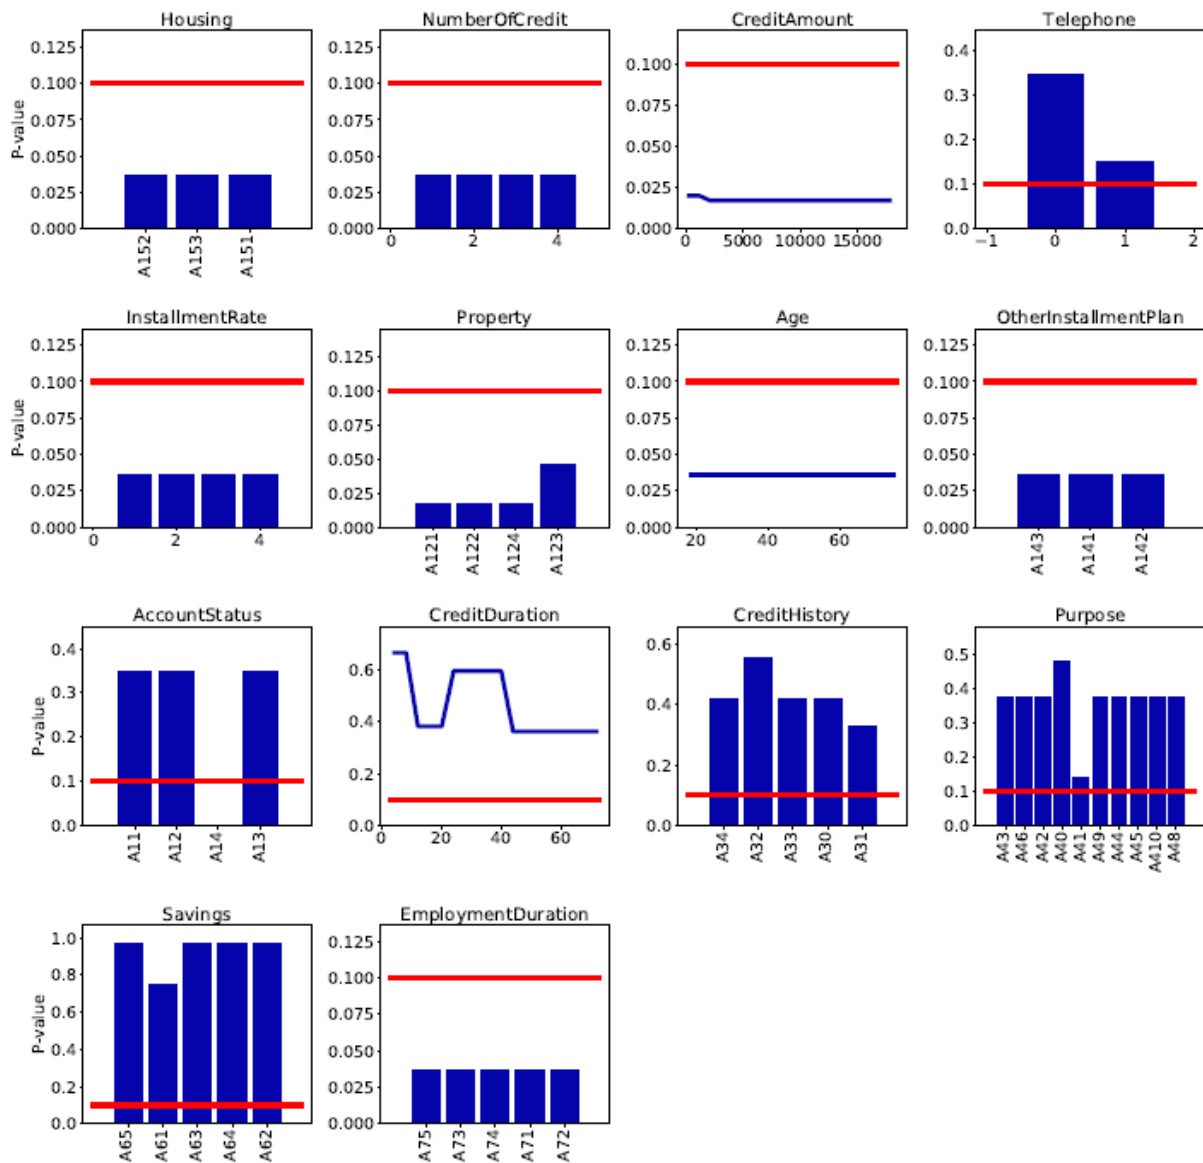 Housing
NumberOfCredit
CreditAmount
Telephone
P-value
0.125
0.100
0.075
0.050
0.025
0.000
A152
A153
A151
0.125
0.100
0.075
0.050
0.025
0.000
0
2
4
0.100
0.075
0.050
0.025
0.000
0
5000
10000
15000
0.4
0.3
0.2
0.1
0.0
−1
0
1
2
InstallmentRate
Property
Age
OtherInstallmentPlan
P-value
0.125
0.100
0.075
0.050
0.025
0.000
0
2
4
0.125
0.100
0.075
0.050
0.025
0.000
A121
A122
A124
A123
0.125
0.100
0.075
0.050
0.025
0.000
20
40
60
0.125
0.100
0.075
0.050
0.025
0.000
A143
A141
A142
AccountStatus
CreditDuration
CreditHistory
Purpose
P-value
0.4
0.3
0.2
0.1
0.0
A11
A12
A14
A13
0.6
0.4
0.2
0.0
0
20
40
60
0.6
0.4
0.2
0.0
A34
A32
A33
A30
A31
0.5
0.4
0.3
0.2
0.1
0.0
A43
A46
A42
A40
A41
A49
A44
A45
A410
A48
Savings
EmploymentDuration
P-value
1.0
0.8
0.6
0.4
0.2
0.0
A65
A61
A63
A64
A62
0.125
0.100
0.075
0.050
0.025
0.000
A75
A73
A74
A71
A72